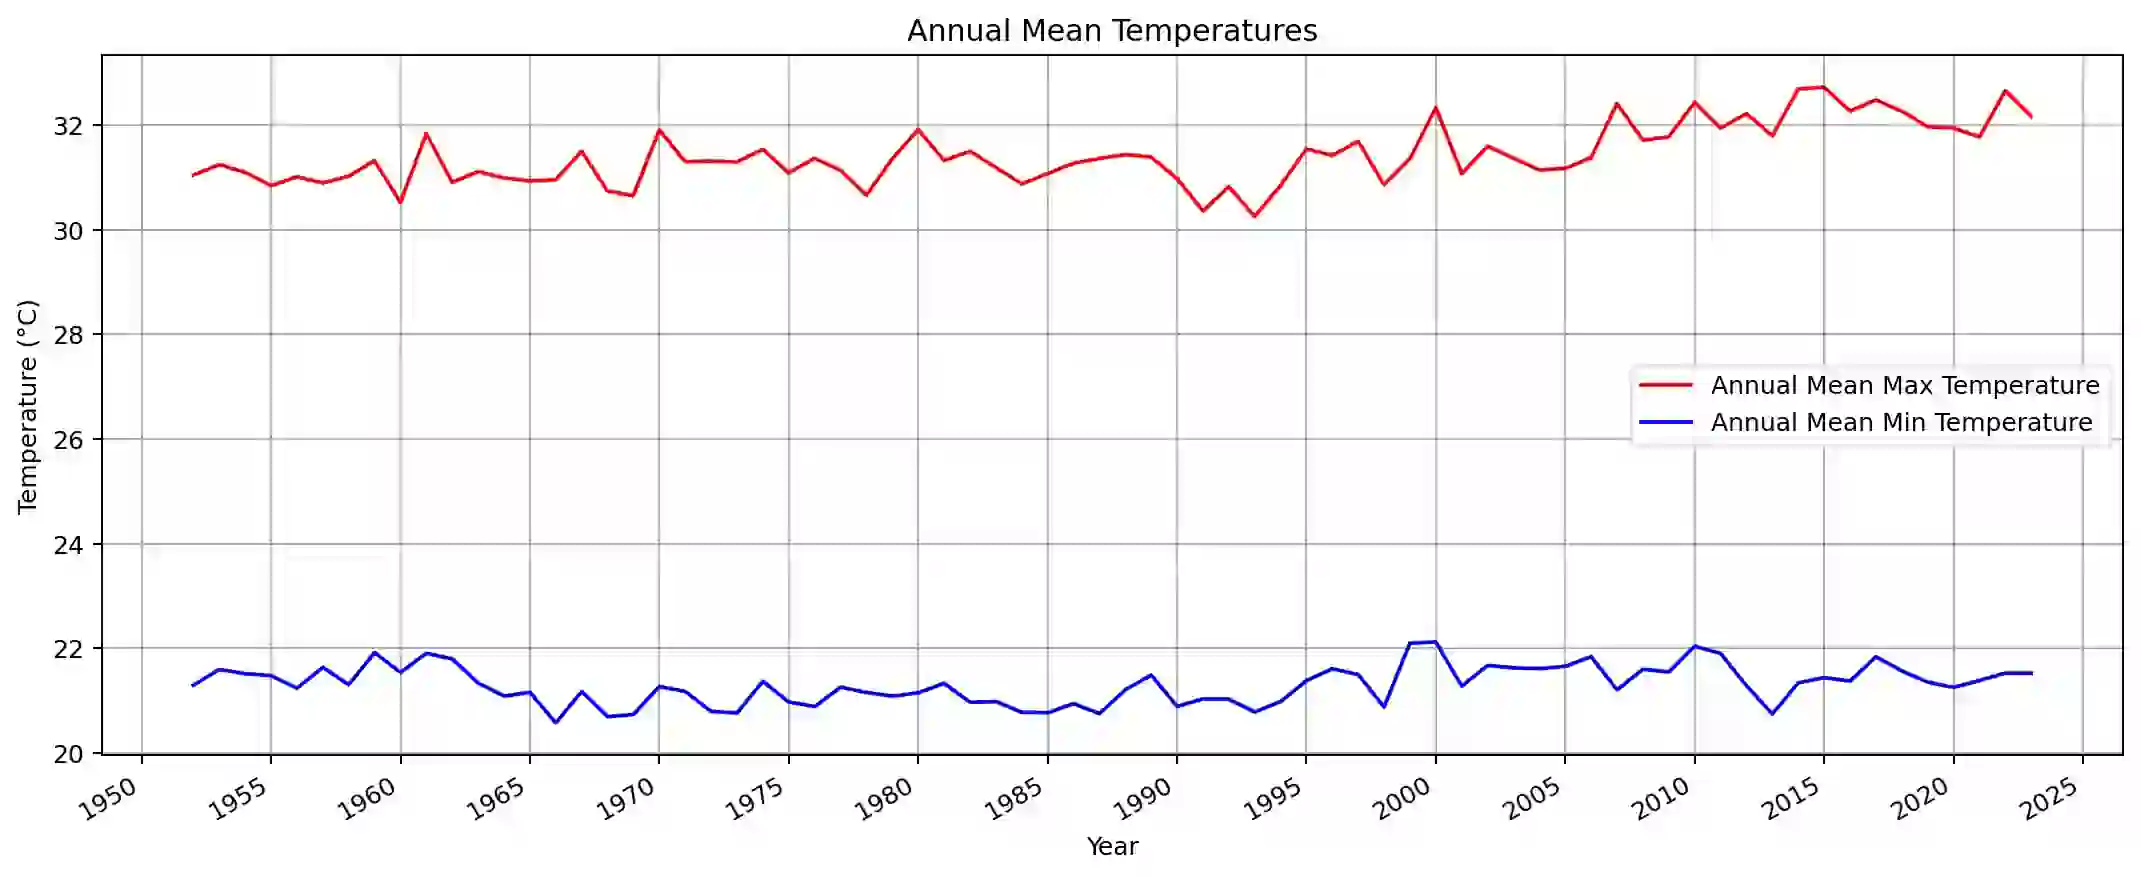 Annual Mean Temperatures
Temperature (°C)
32
30
28
26
24
22
20
Annual Mean Max Temperature
Annual Mean Min Temperature
1950 1955 1960 1965 1970 1975 1980 1985 1990 1995 2000 2005 2010 2015 2020 2025
Year